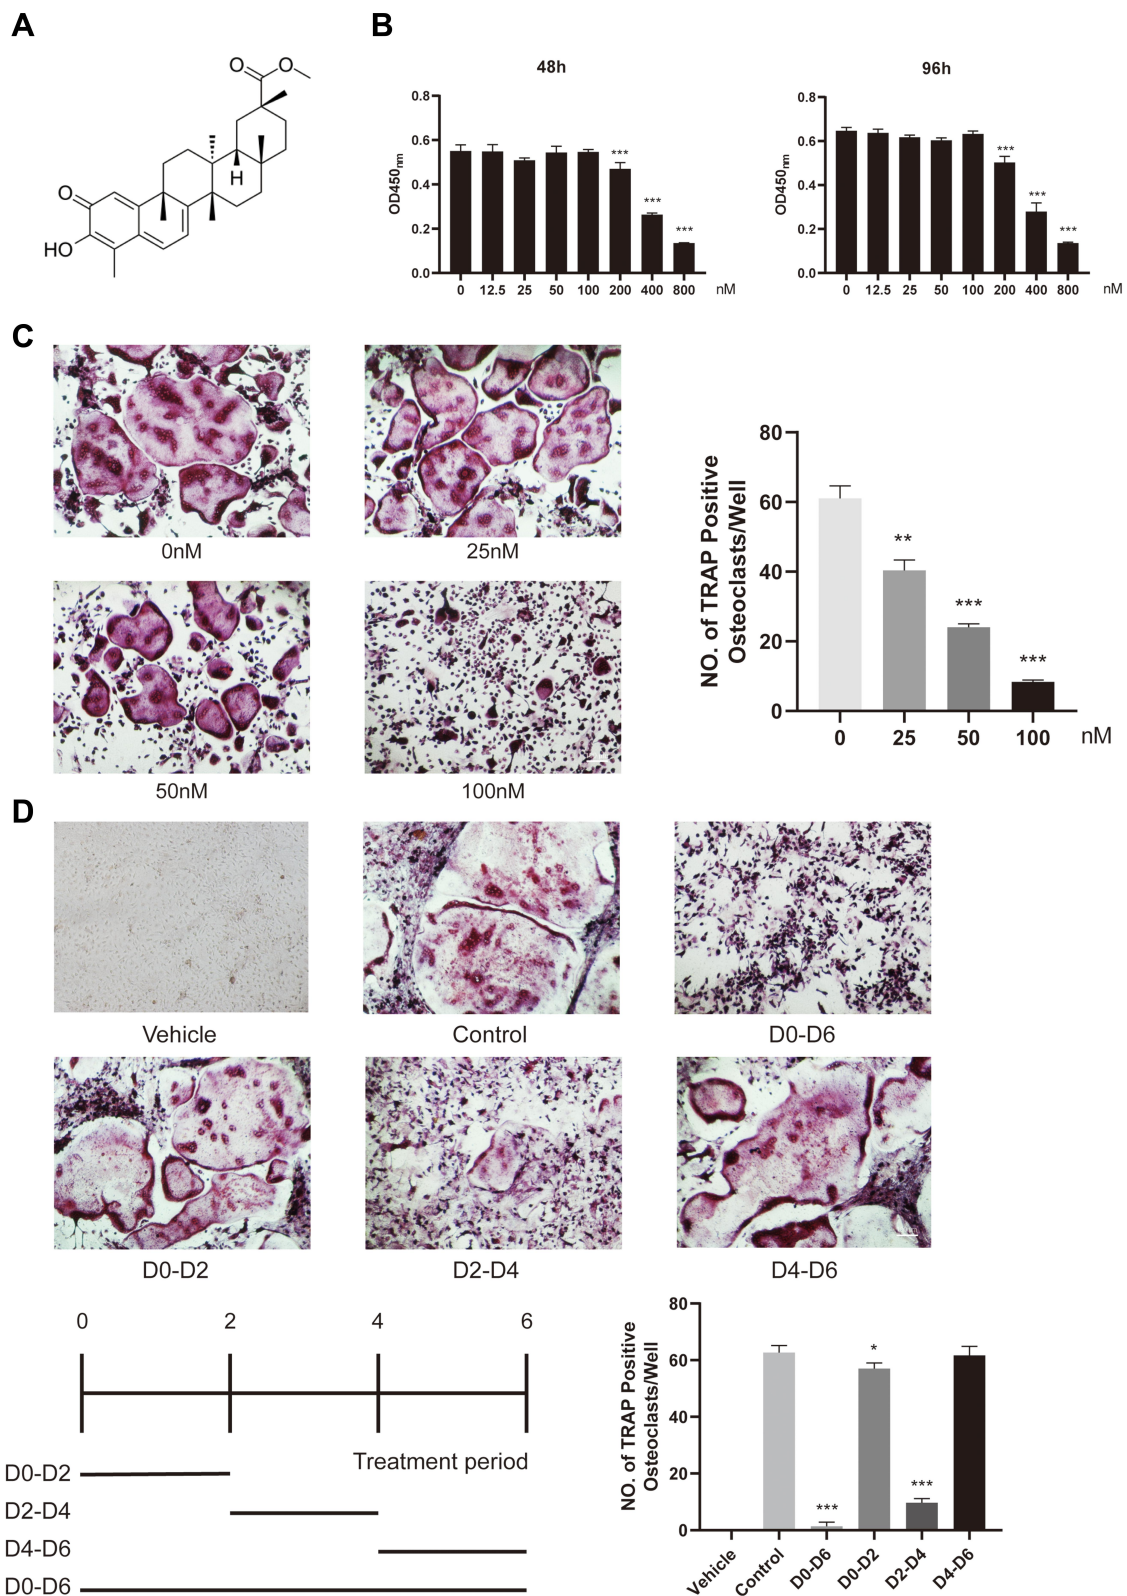 A
B
O
O
H
O
HO
48h
OD450nm
0.8
0.6
0.4
0.2
0.0
***
***
***
0 12.5 25 50 100 200 400 800 nM
96h
OD450nm
0.8
0.6
0.4
0.2
0.0
***
***
***
0 12.5 25 50 100 200 400 800 nM
C
0nM
25nM
50nM
100nM
NO. of TRAP Positive
Osteoclasts/Well
80
60
40
20
0
**
***
***
0 25 50 100 nM
D
Vehicle
Control
D0-D6
D0-D2
D2-D4
D4-D6
0 2 4 6
Treatment period
D0-D2
D2-D4
D4-D6
D0-D6
NO. of TRAP Positive
Osteoclasts/Well
80
60
40
20
0
***
*
***
Vehicle
Control
D0-D6
D0-D2
D2-D4
D4-D6